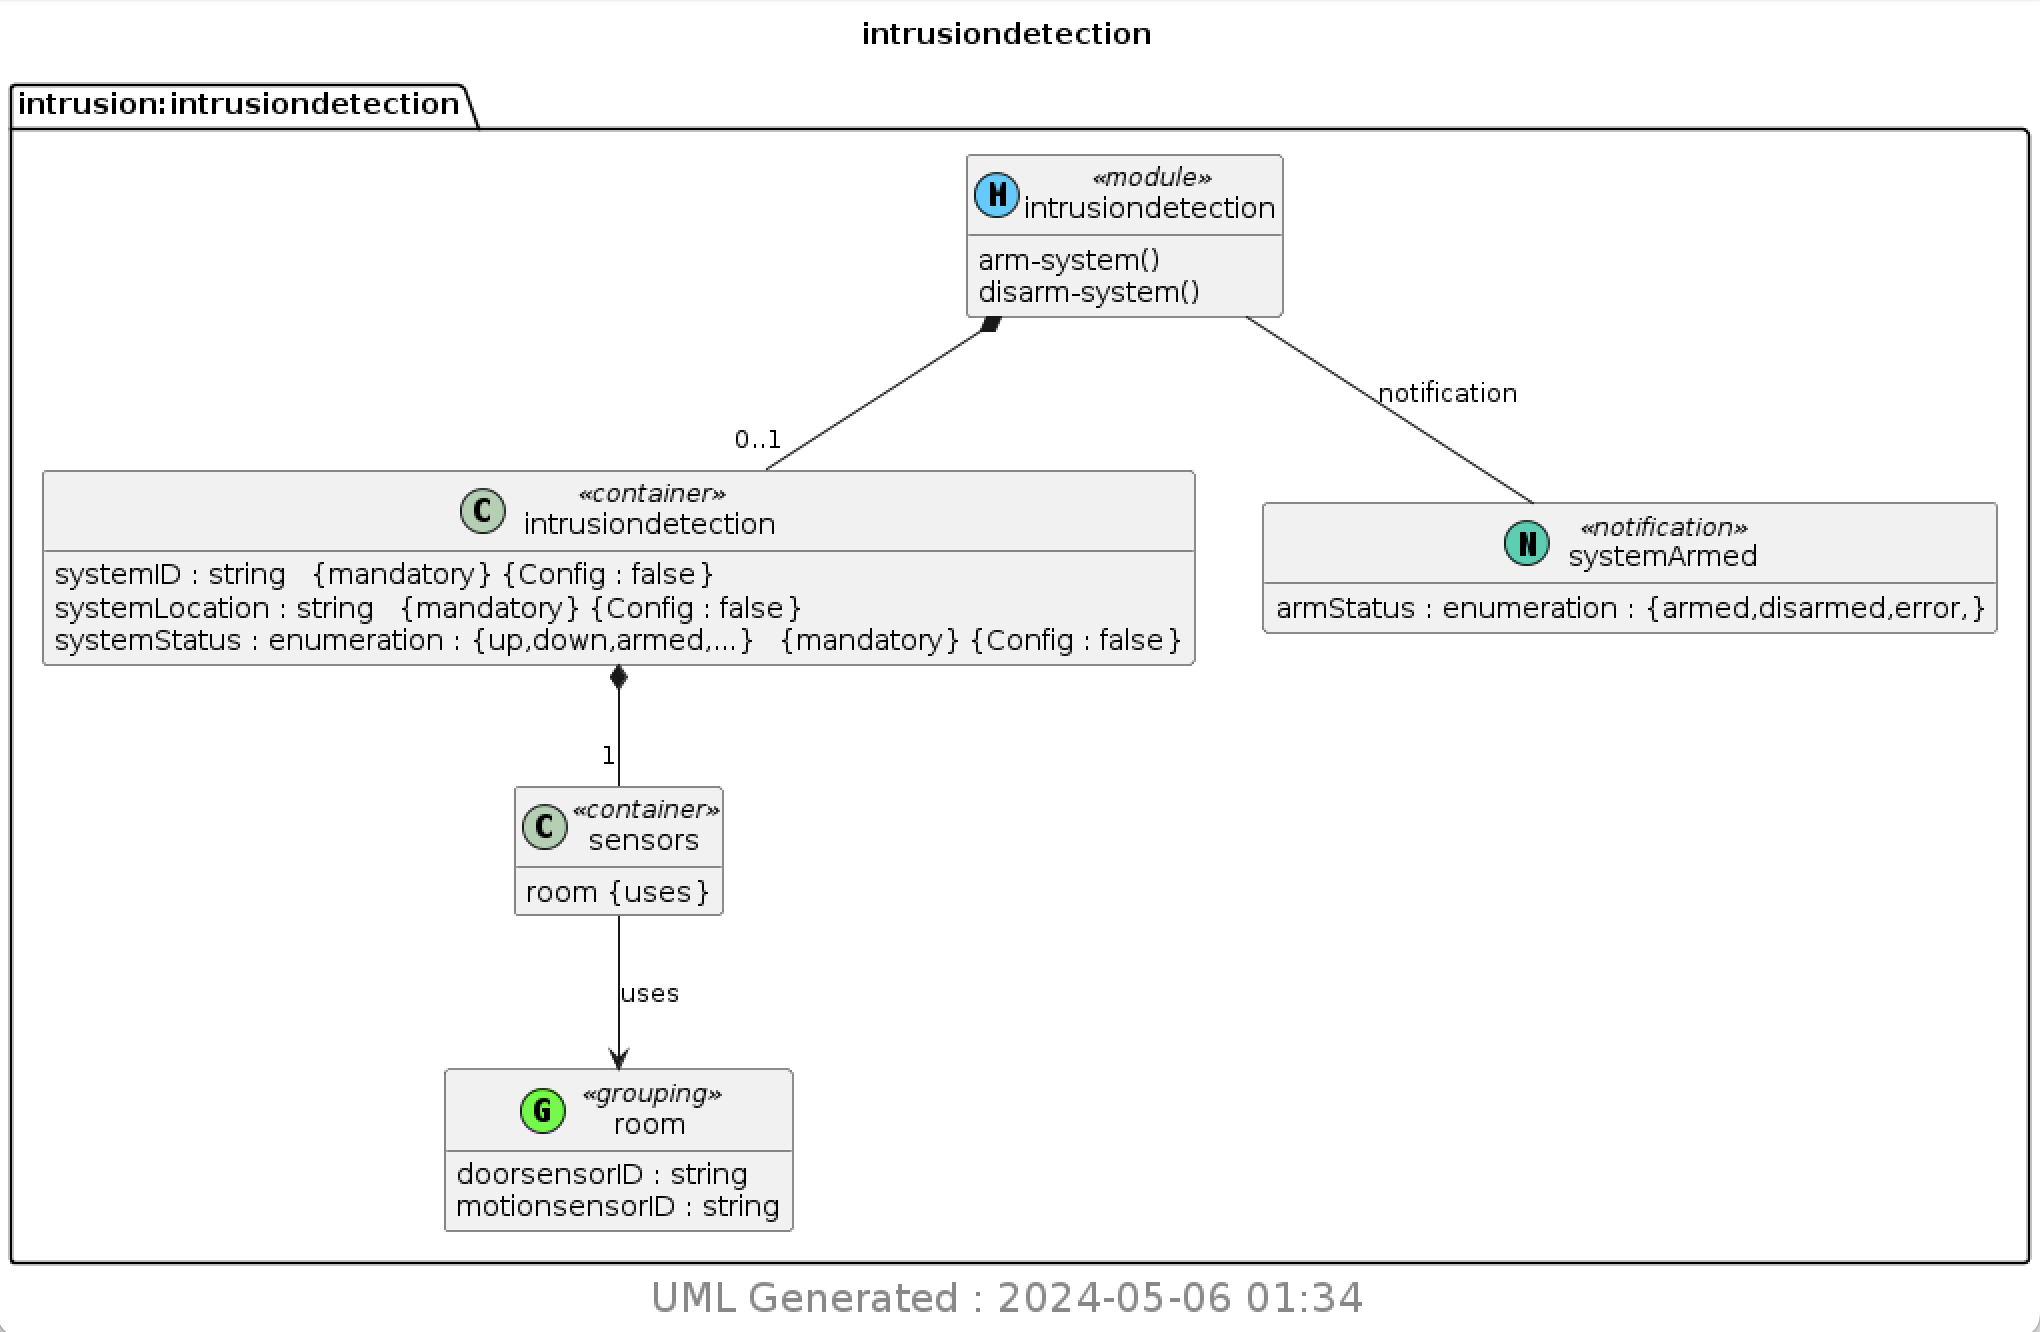 intrusiondetection
intrusion:intrusiondetection
M
«module»
intrusiondetection
arm-system()
disarm-system()
notification
0..1
C
«container»
intrusiondetection
systemID : string {mandatory} {Config : false}
systemLocation : string {mandatory} {Config : false}
systemStatus : enumeration : {up,down,armed,...} {mandatory} {Config : false}
N
«notification»
systemArmed
armStatus : enumeration : {armed,disarmed,error,}
1
C
«container»
sensors
room {uses}
uses
G
«grouping»
room
doorsensorID : string
motionsensorID : string
UML Generated : 2024-05-06 01:34